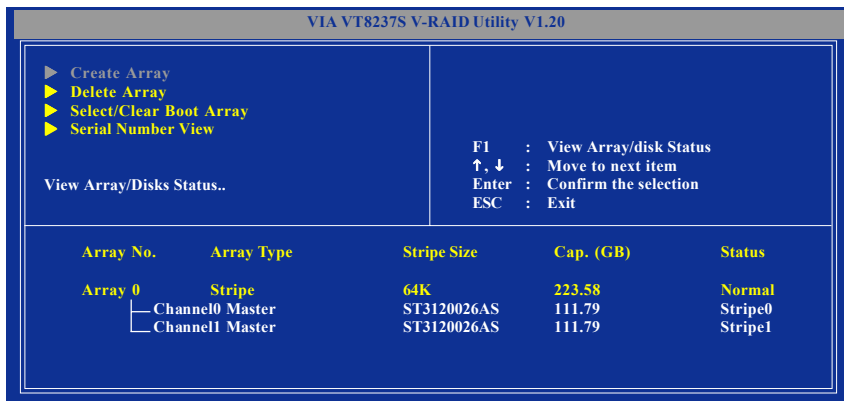 VIA VT8237S V-RAID Utility V1.20
Create Array
Delete Array
Select/Clear Boot Array
Serial Number View
View Array/Disks Status..
F1 : View Array/disk Status
↑, ↓ : Move to next item
Enter : Confirm the selection
ESC : Exit
Array No. Array Type Stripe Size Cap. (GB) Status
Array 0 Stripe 64K 223.58 Normal
Channel0 Master ST3120026AS 111.79 Stripe0
Channel1 Master ST3120026AS 111.79 Stripe1